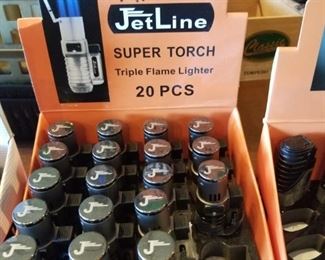 JetLine
SUPER TORCH
Triple Flame Lighter
20 PCS
Classic